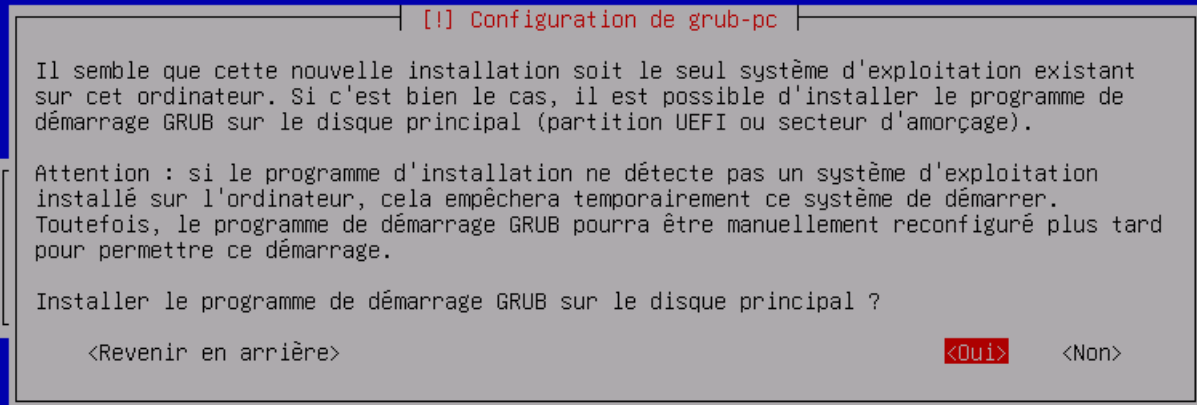 [!] Configuration de grub-pc
Il semble que cette nouvelle installation soit le seul système d'exploitation existant
sur cet ordinateur. Si c'est bien le cas, il est possible d'installer le programme de
démarrage GRUB sur le disque principal (partition UEFI ou secteur d'amorçage).
Attention : si le programme d'installation ne détecte pas un système d'exploitation
installé sur l'ordinateur, cela empêchera temporairement ce système de démarrer.
Toutefois, le programme de démarrage GRUB pourra être manuellement reconfiguré plus tard
pour permettre ce démarrage.
Installer le programme de démarrage GRUB sur le disque principal ?
<Revenir en arrière> <Oui> <Non>